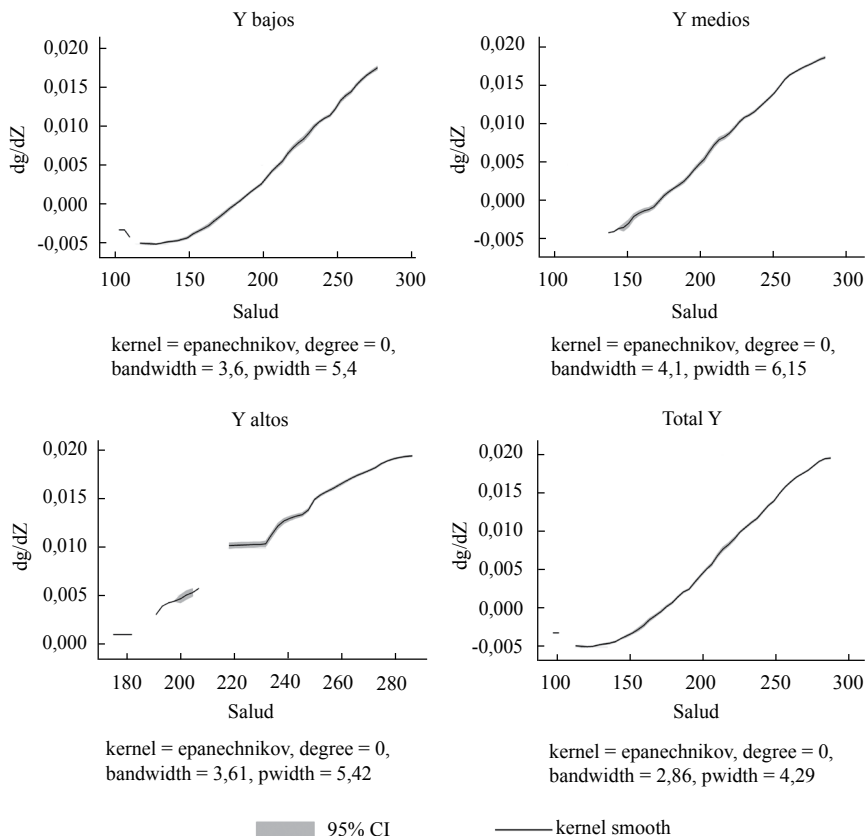 Y bajos
0,020
0,015
0,010
0,005
0,000
-0,005
dg/dZ
100 150 200 250 300
Salud
kernel = epanechnikov, degree = 0,
bandwidth = 3,6, pwidth = 5,4
Y medios
0,020
0,015
0,010
0,005
0,000
-0,005
dg/dZ
100 150 200 250 300
Salud
kernel = epanechnikov, degree = 0,
bandwidth = 4,1, pwidth = 6,15
Y altos
0,020
0,015
0,010
0,005
0,000
dg/dZ
180 200 220 240 260 280
Salud
kernel = epanechnikov, degree = 0,
bandwidth = 3,61, pwidth = 5,42
Total Y
0,020
0,015
0,010
0,005
0,000
-0,005
dg/dZ
100 150 200 250 300
Salud
kernel = epanechnikov, degree = 0,
bandwidth = 2,86, pwidth = 4,29
95% CI
kernel smooth